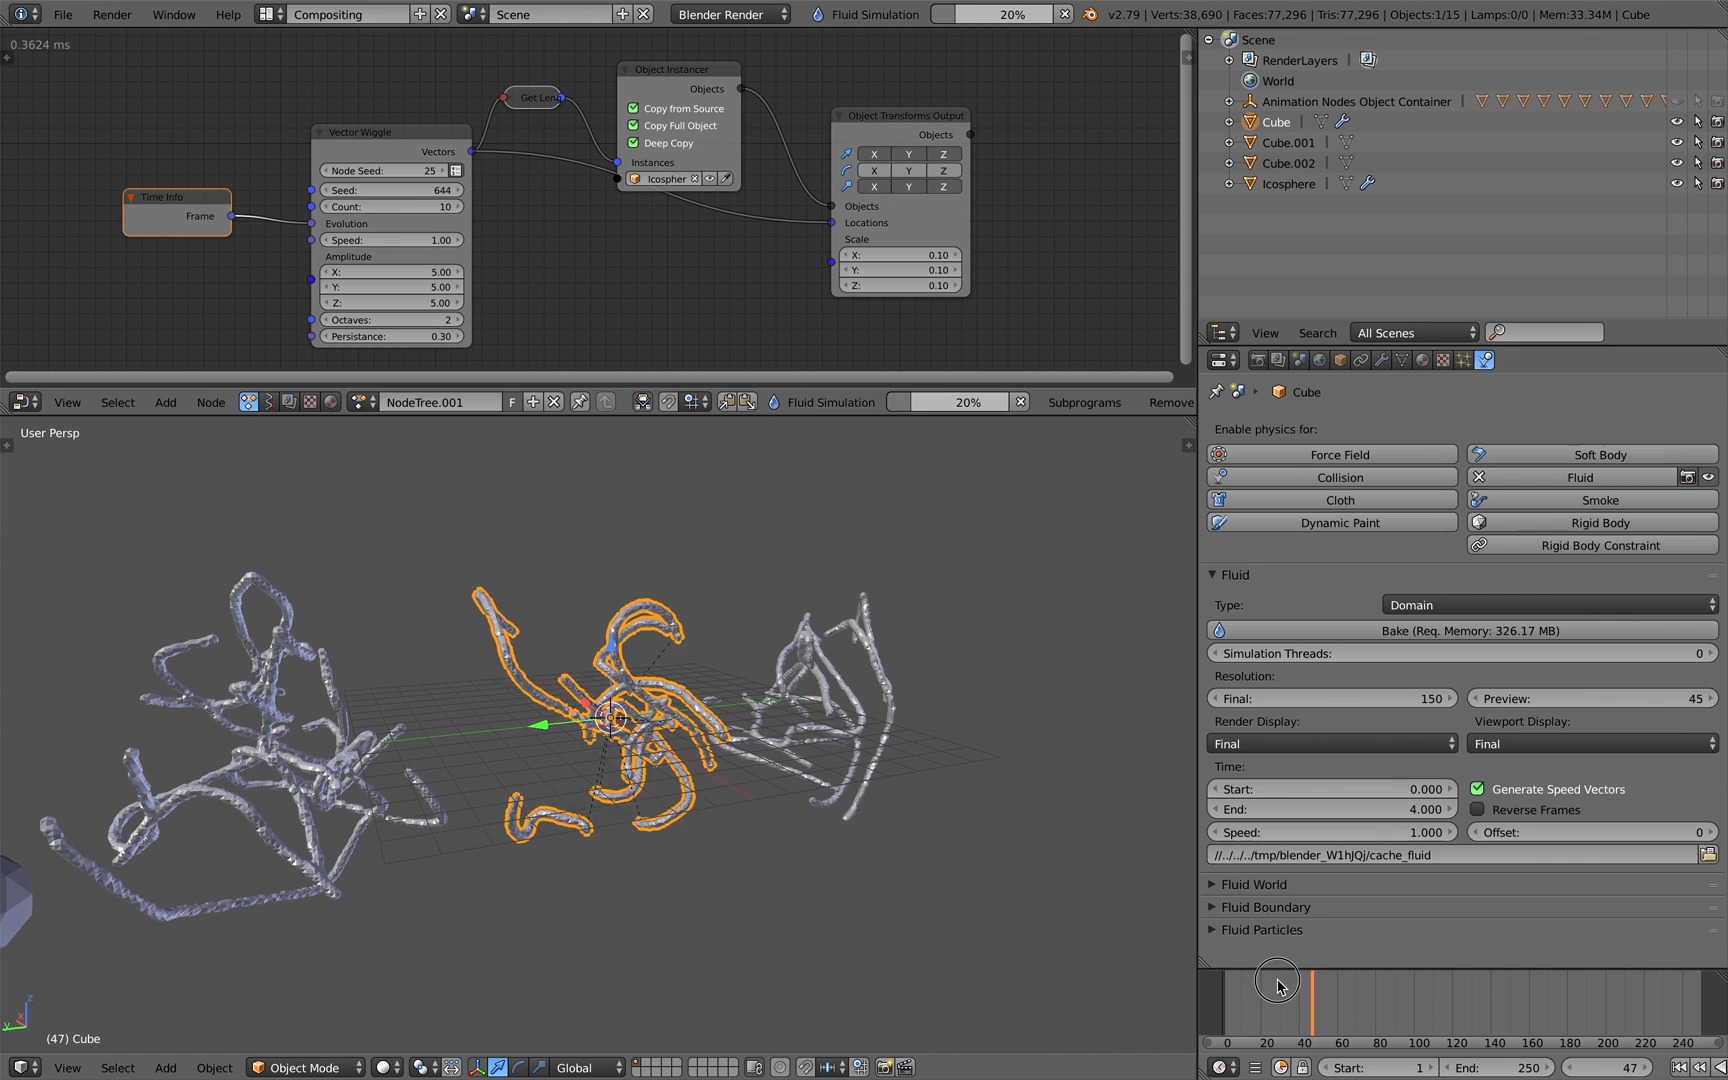 File Render Window Help Compositing Scene Blender Render Fluid Simulation 20% v2.79 | Verts:38,690 | Faces:77,296 | Tris:77,296 | Objects:1/15 | Lamps:0/0 | Mem:33.34M | Cube
0.3624 ms
Time Info
Frame
Vector Wiggle
Vectors
Node Seed: 25
Seed: 644
Count: 10
Evolution
Speed: 1.00
Amplitude
X: 5.00
Y: 5.00
Z: 5.00
Octaves: 2
Persistance: 0.30
Get Len
Object Instancer
Objects
Copy from Source
Copy Full Object
Deep Copy
Instances
Icospher
Object Transforms Output
Objects
X Y Z
X Y Z
X Y Z
Objects
Locations
Scale
X: 0.10
Y: 0.10
Z: 0.10
View Select Add Node NodeTree.001 F Fluid Simulation 20% Subprograms Remove
User Persp
(47) Cube
z
x
y
View Select Add Object Object Mode Global
Scene
RenderLayers
World
Animation Nodes Object Container
Cube
Cube.001
Cube.002
Icosphere
View Search All Scenes
Cube
Enable physics for:
Force Field Soft Body
Collision Fluid
Cloth Smoke
Dynamic Paint Rigid Body
Rigid Body Constraint
Fluid
Type: Domain
Bake (Req. Memory: 326.17 MB)
Simulation Threads: 0
Resolution:
Final: 150 Preview: 45
Render Display: Viewport Display:
Final Final
Time:
Start: 0.000 Generate Speed Vectors
End: 4.000 Reverse Frames
Speed: 1.000 Offset: 0
//../../../tmp/blender_W1hJQj/cache_fluid
Fluid World
Fluid Boundary
Fluid Particles
0 20 40 60 80 100 120 140 160 180 200 220 240
Start: 1 End: 250 47